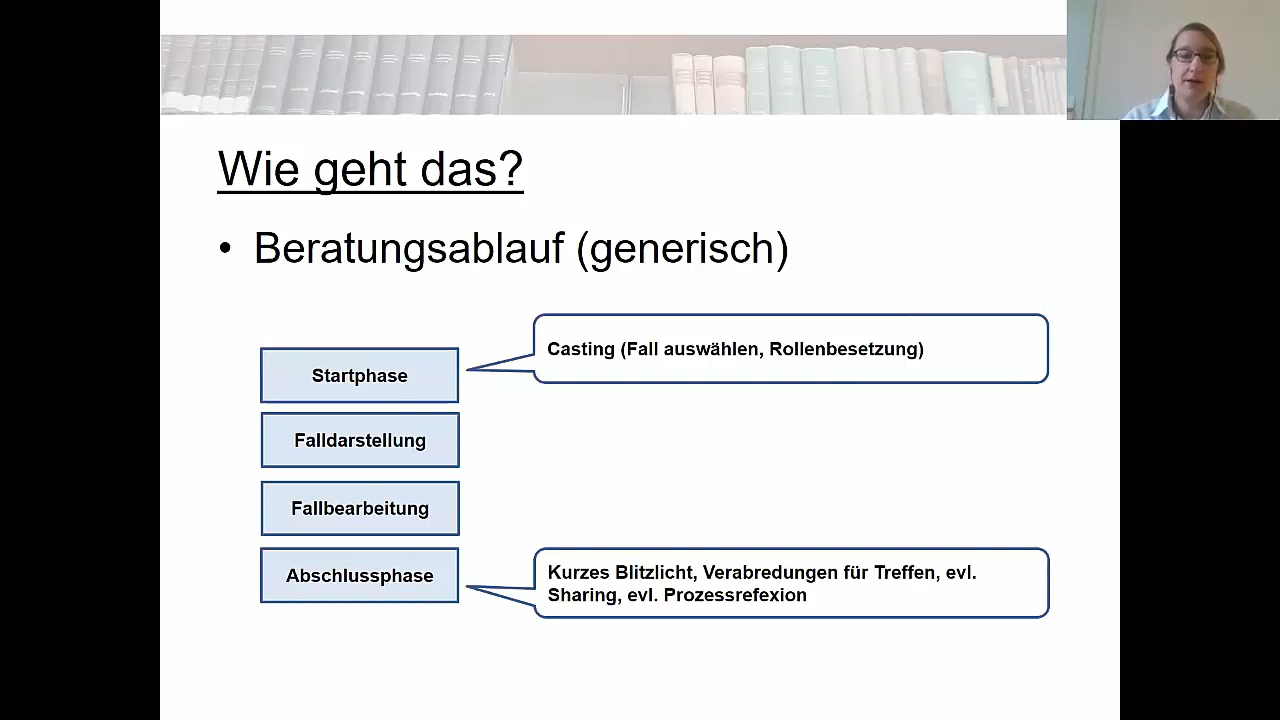 Wie geht das?
• Beratungsablauf (generisch)
Casting (Fall auswählen, Rollenbesetzung)
Startphase
Falldarstellung
Fallbearbeitung
Abschlussphase
Kurzes Blitzlicht, Verabredungen für Treffen, evl.
Sharing, evl. Prozessrefexion